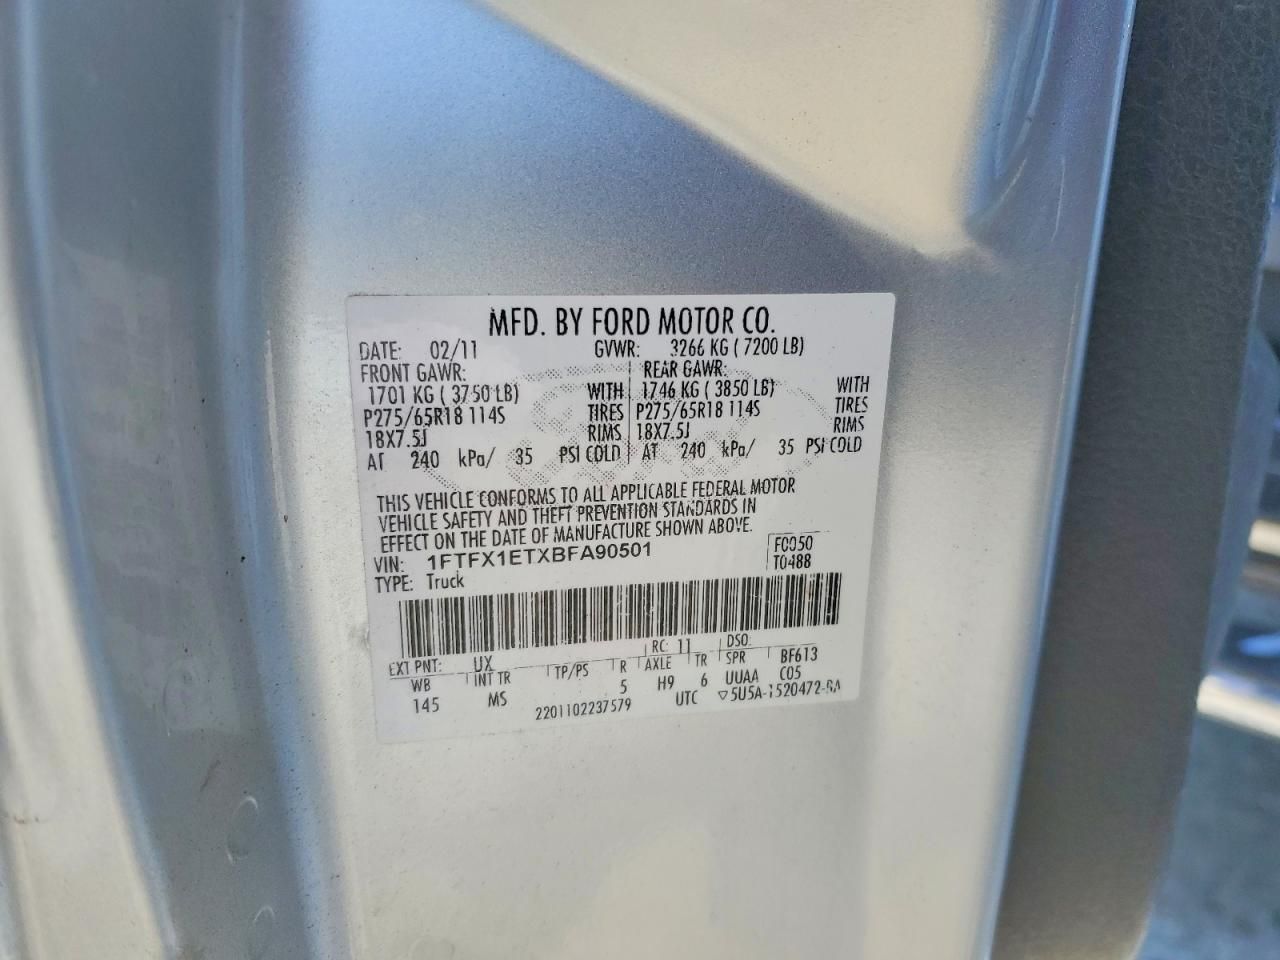 MFD. BY FORD MOTOR CO.
DATE: 02/11 GVWR: 3266 KG ( 7200 LB)
FRONT GAWR: REAR GAWR:
1701 KG ( 3750 LB) WITH 1746 KG ( 3850 LB) WITH
P275/65R18 114S TIRES P275/65R18 114S TIRES
18X7.5J RIMS 18X7.5J RIMS
AT 240 kPa/ 35 PSI COLD AT 240 kPa/ 35 PSI COLD
THIS VEHICLE CONFORMS TO ALL APPLICABLE FEDERAL MOTOR
VEHICLE SAFETY AND THEFT PREVENTION STANDARDS IN
EFFECT ON THE DATE OF MANUFACTURE SHOWN ABOVE.
VIN: 1FTFX1ETXBFA90501 F0050
TYPE: Truck T0488
EXT PNT: UX RC: 11 DSO:
WB INT TR TP/PS R AXLE TR SPR BF613
145 MS 5 H9 6 UUAA C05
2201102237579 UTC ▽5U5A-1520472-BA